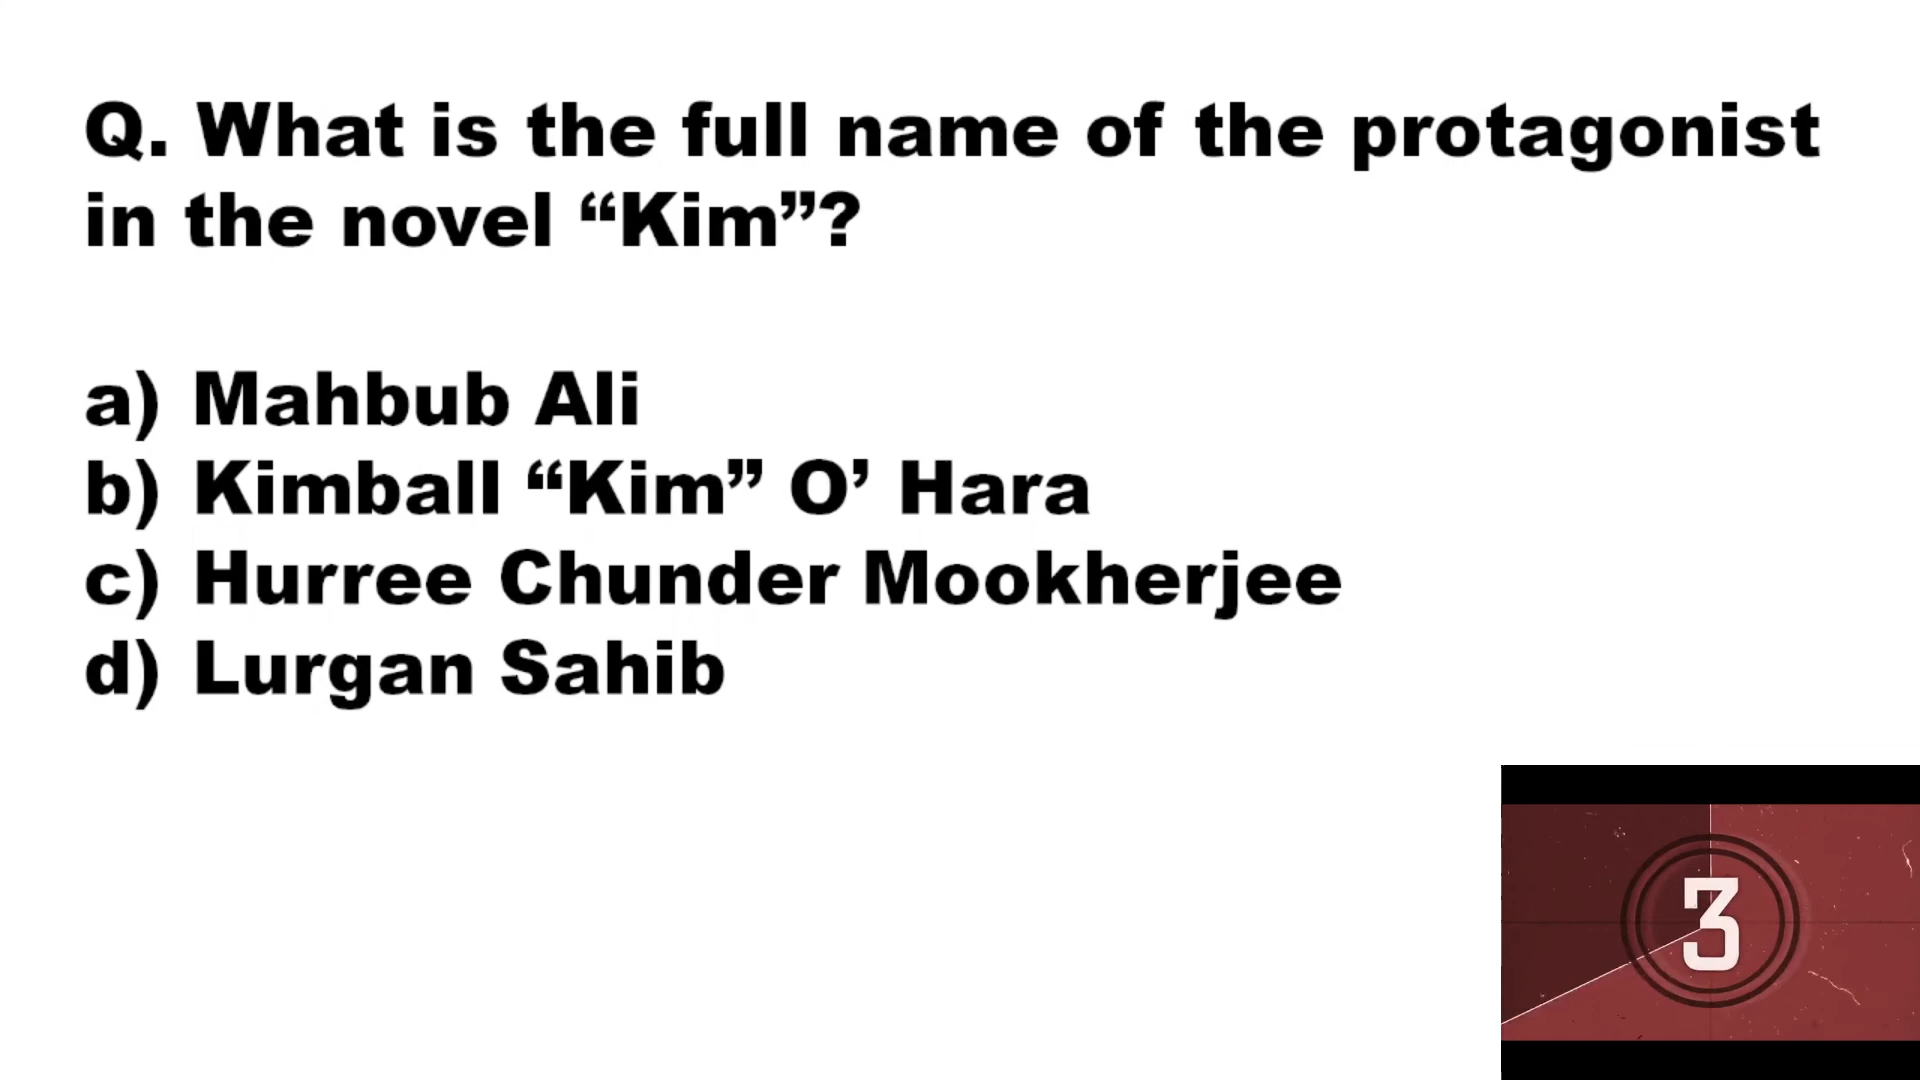 Q. What is the full name of the protagonist
in the novel “Kim”?
a) Mahbub Ali
b) Kimball “Kim” O’ Hara
c) Hurree Chunder Mookherjee
d) Lurgan Sahib
3